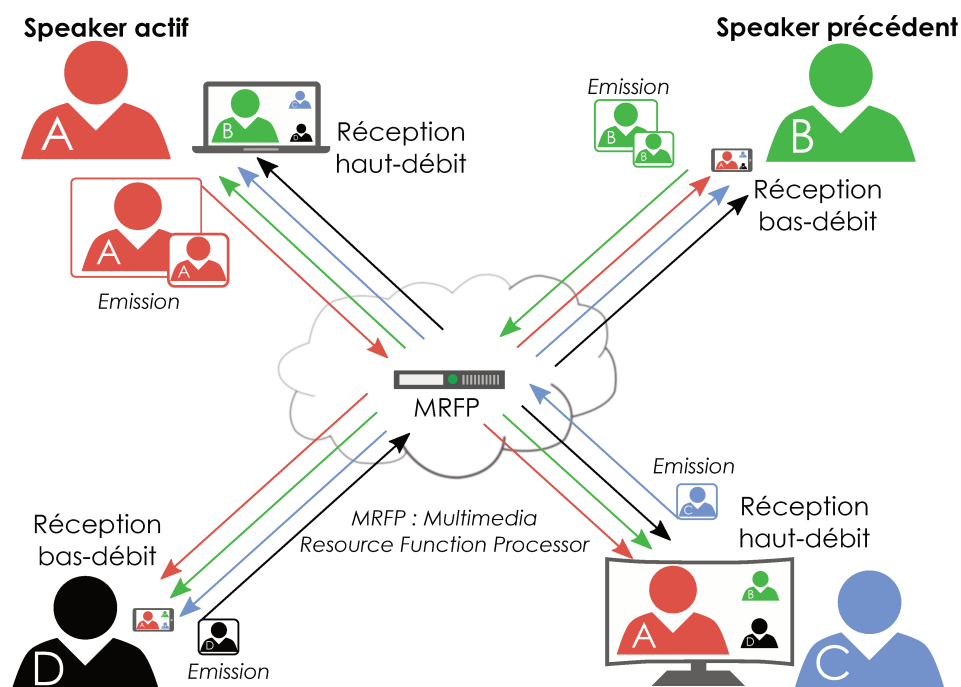 Speaker actif
Speaker précédent
A
B
C
D
Réception
haut-débit
Emission
B
B
A
B
Réception
bas-débit
A
A
Emission
MRFP
Emission
C
Réception
haut-débit
MRFP : Multimedia
Resource Function Processor
Réception
bas-débit
A
B
D
A
D
D
Emission
C